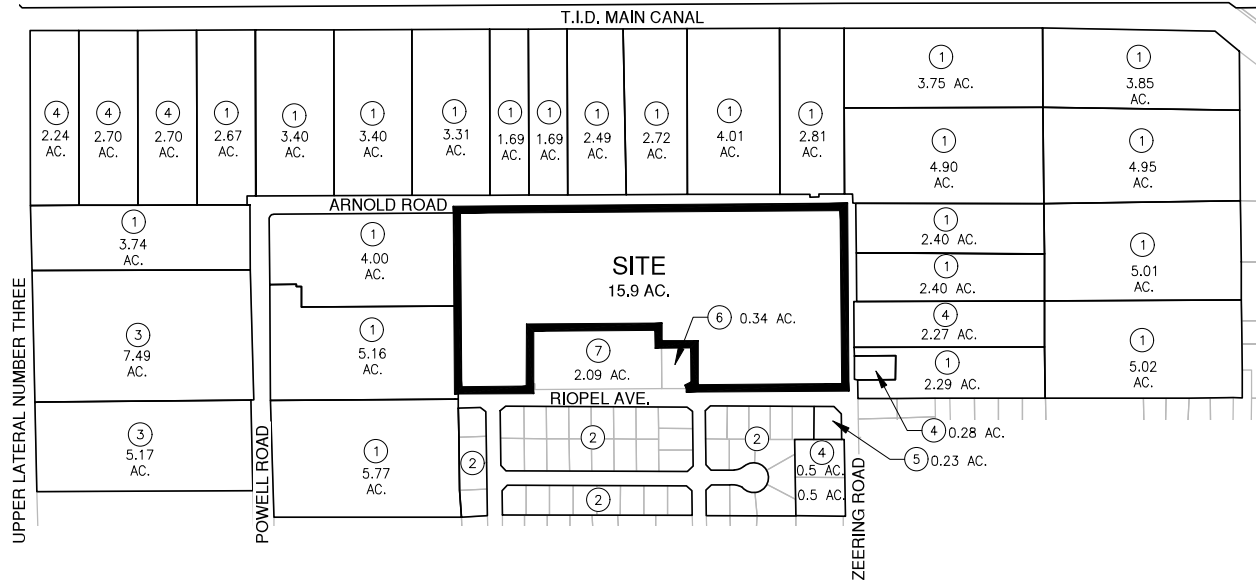 T.I.D. MAIN CANAL
4
2.24
AC.
4
2.70
AC.
4
2.70
AC.
1
2.67
AC.
1
3.40
AC.
1
3.40
AC.
1
3.31
AC.
1
1.69
AC.
1
1.69
AC.
1
2.49
AC.
1
2.72
AC.
1
4.01
AC.
1
2.81
AC.
1
3.75 AC.
1
3.85
AC.
1
4.90
AC.
1
4.95
AC.
ARNOLD ROAD
1
3.74
AC.
1
4.00
AC.
SITE
15.9 AC.
1
2.40 AC.
1
2.40 AC.
1
5.01
AC.
UPPER LATERAL NUMBER THREE
3
7.49
AC.
1
5.16
AC.
6 0.34 AC.
7
2.09 AC.
4
2.27 AC.
1
2.29 AC.
1
5.02
AC.
RIOPEL AVE.
4 0.28 AC.
5 0.23 AC.
3
5.17
AC.
POWELL ROAD
1
5.77
AC.
2
2
2
2
4
0.5 AC.
0.5 AC.
ZEERING ROAD